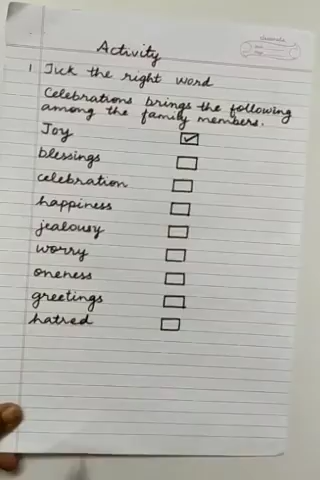 Activity
1 Tick the right word
Celebrations brings the following
among the family members.
Joy
blessings
celebration
happiness
jealousy
worry
oneness
greetings
hatred